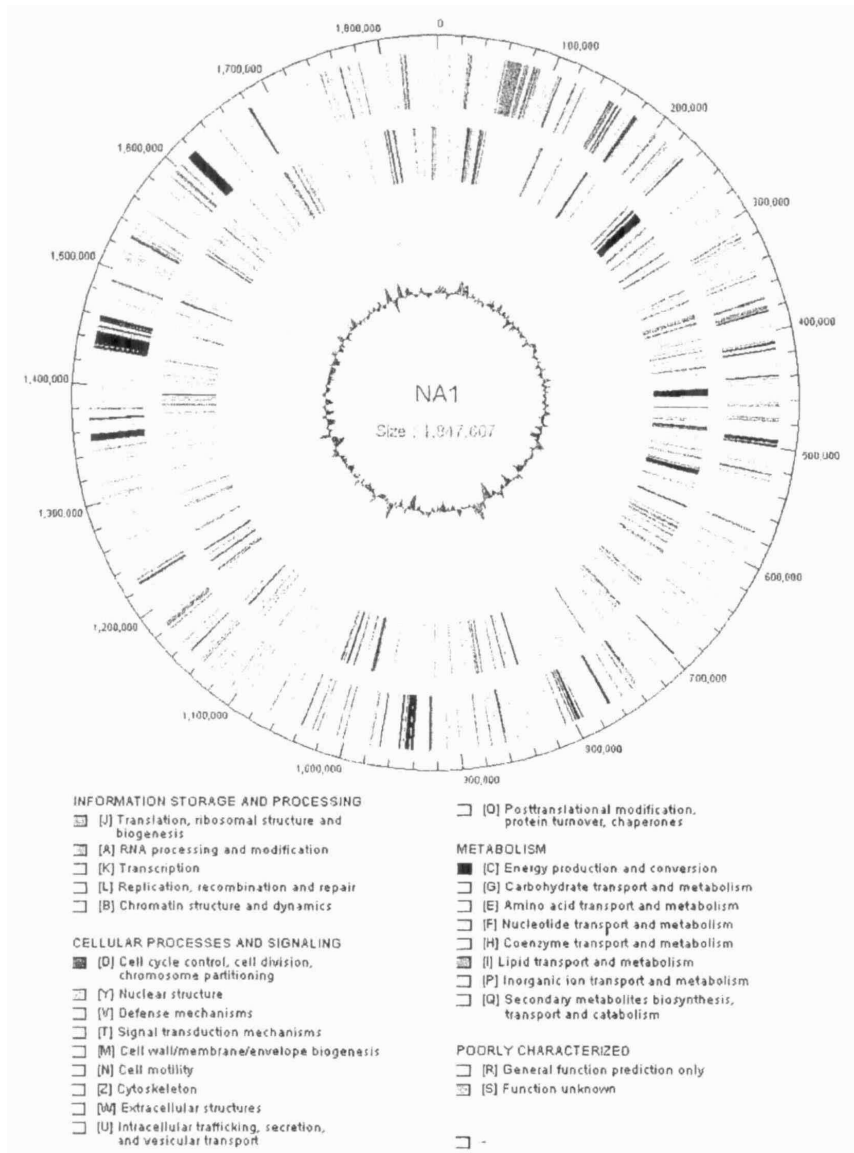 0
100,000
200,000
300,000
400,000
500,000
600,000
700,000
900,000
1,000,000
1,100,000
1,200,000
1,400,000
1,500,000
1,600,000
1,700,000
1,800,000
NA1
Size : 1,847,607
INFORMATION STORAGE AND PROCESSING
[J] Translation, ribosomal structure and
biogenesis
[A] RNA processing and modification
[K] Transcription
[L] Replication, recombination and repair
[B] Chromatin structure and dynamics
CELLULAR PROCESSES AND SIGNALING
[D] Cell cycle control, cell division,
chromosome partitioning
[Y] Nuclear structure
[V] Defense mechanisms
[T] Signal transduction mechanisms
[M] Cell wall/membrane/envelope biogenesis
[N] Cell motility
[Z] Cytoskeleton
[W] Extracellular structures
[U] Intracellular trafficking, secretion,
and vesicular transport
[O] Posttranslational modification,
protein turnover, chaperones
METABOLISM
[C] Energy production and conversion
[G] Carbohydrate transport and metabolism
[E] Amino acid transport and metabolism
[F] Nucleotide transport and metabolism
[H] Coenzyme transport and metabolism
[I] Lipid transport and metabolism
[P] Inorganic ion transport and metabolism
[Q] Secondary metabolites biosynthesis,
transport and catabolism
POORLY CHARACTERIZED
[R] General function prediction only
[S] Function unknown
-